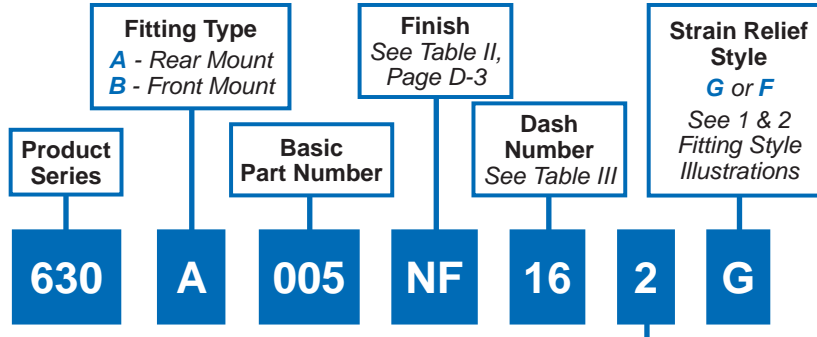 Fitting Type
A - Rear Mount
B - Front Mount
Finish
See Table II,
Page D-3
Strain Relief
Style
G or F
See 1 & 2
Fitting Style
Illustrations
Product
Series
Basic
Part Number
Dash
Number
See Table III
630 A 005 NF 16 2 G